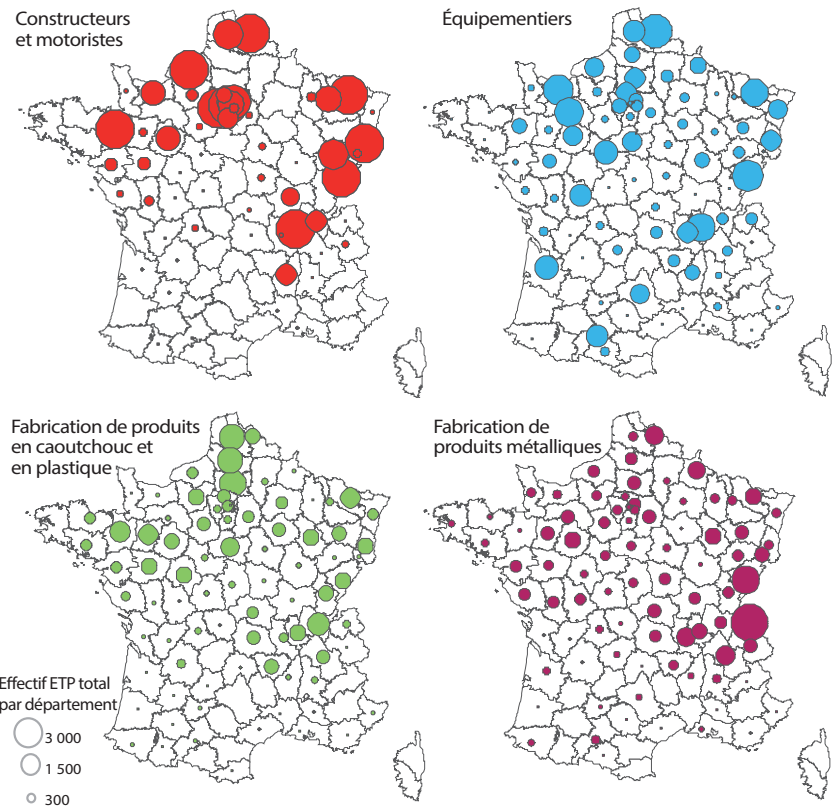 Constructeurs
et motoristes
Équipementiers
Fabrication de produits
en caoutchouc et
en plastique
Fabrication de
produits métalliques
Effectif ETP total
par département
3 000
1 500
300